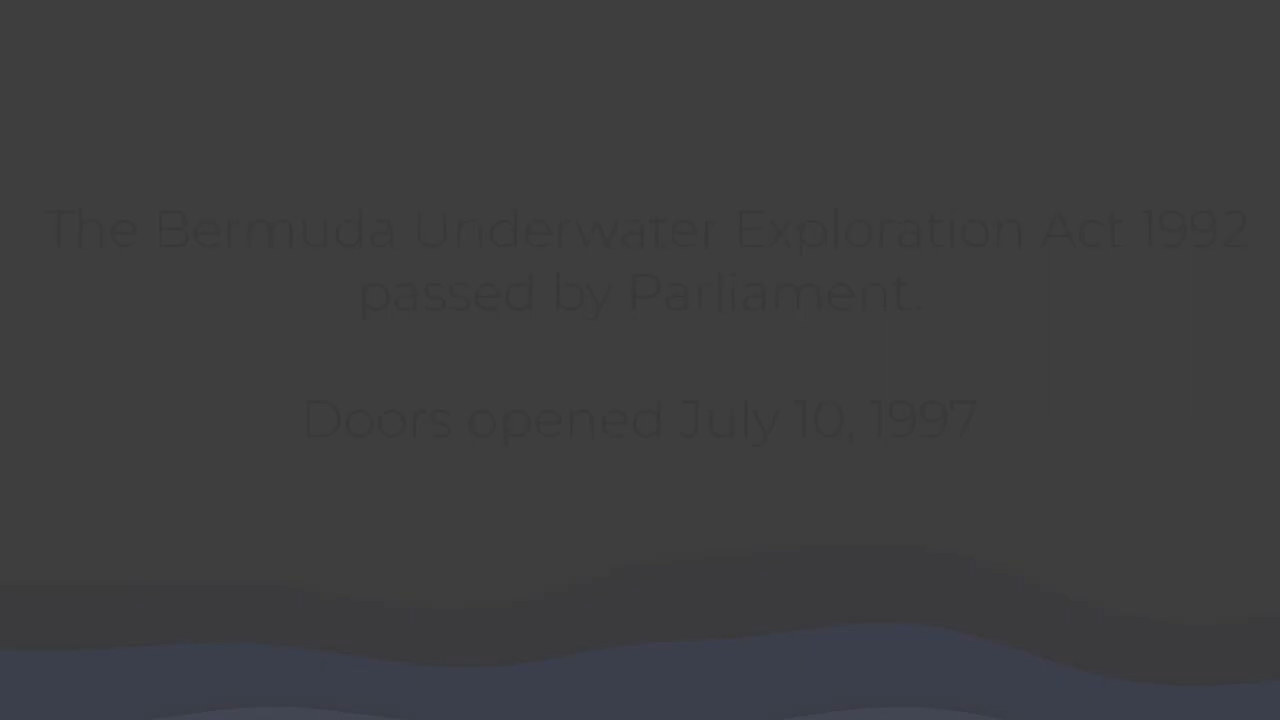 The Bermuda Underwater Exploration Act 1992
passed by Parliament.
Doors opened July 10, 1997